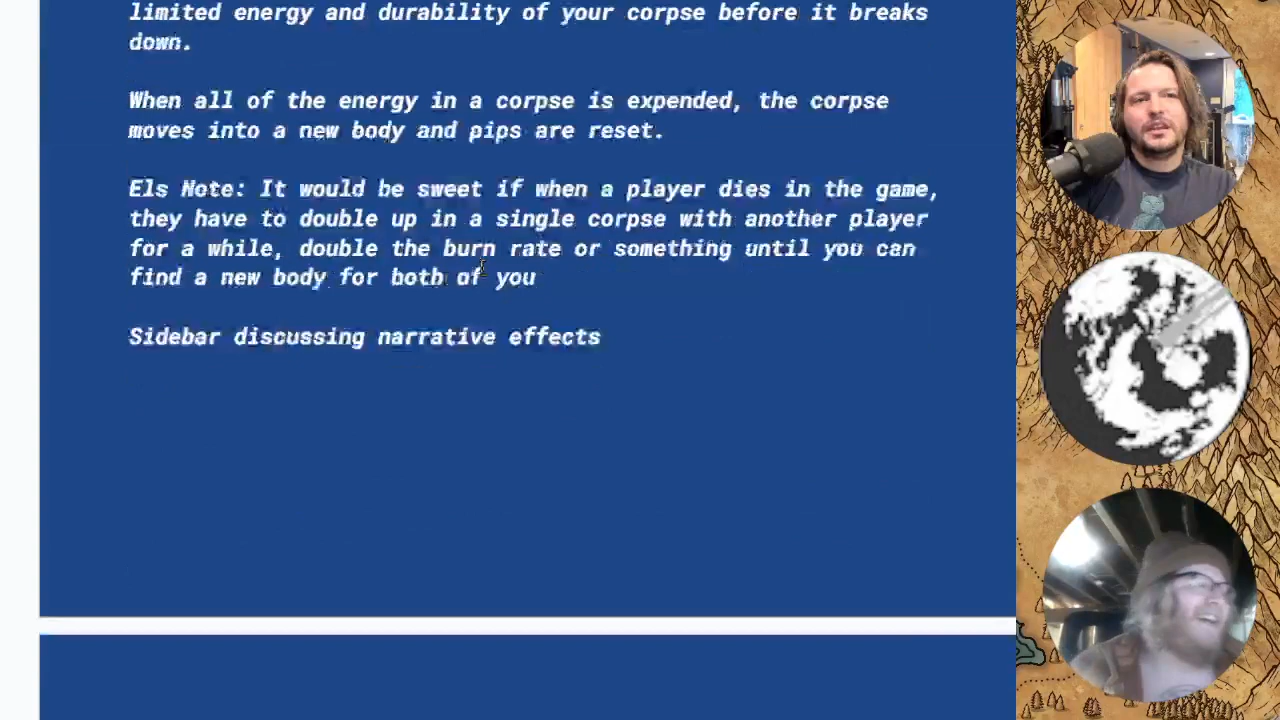 limited energy and durability of your corpse before it breaks
down.
When all of the energy in a corpse is expended, the corpse
moves into a new body and pips are reset.
Els Note: It would be sweet if when a player dies in the game,
they have to double up in a single corpse with another player
for a while, double the burn rate or something until you can
find a new body for both of you
Sidebar discussing narrative effects